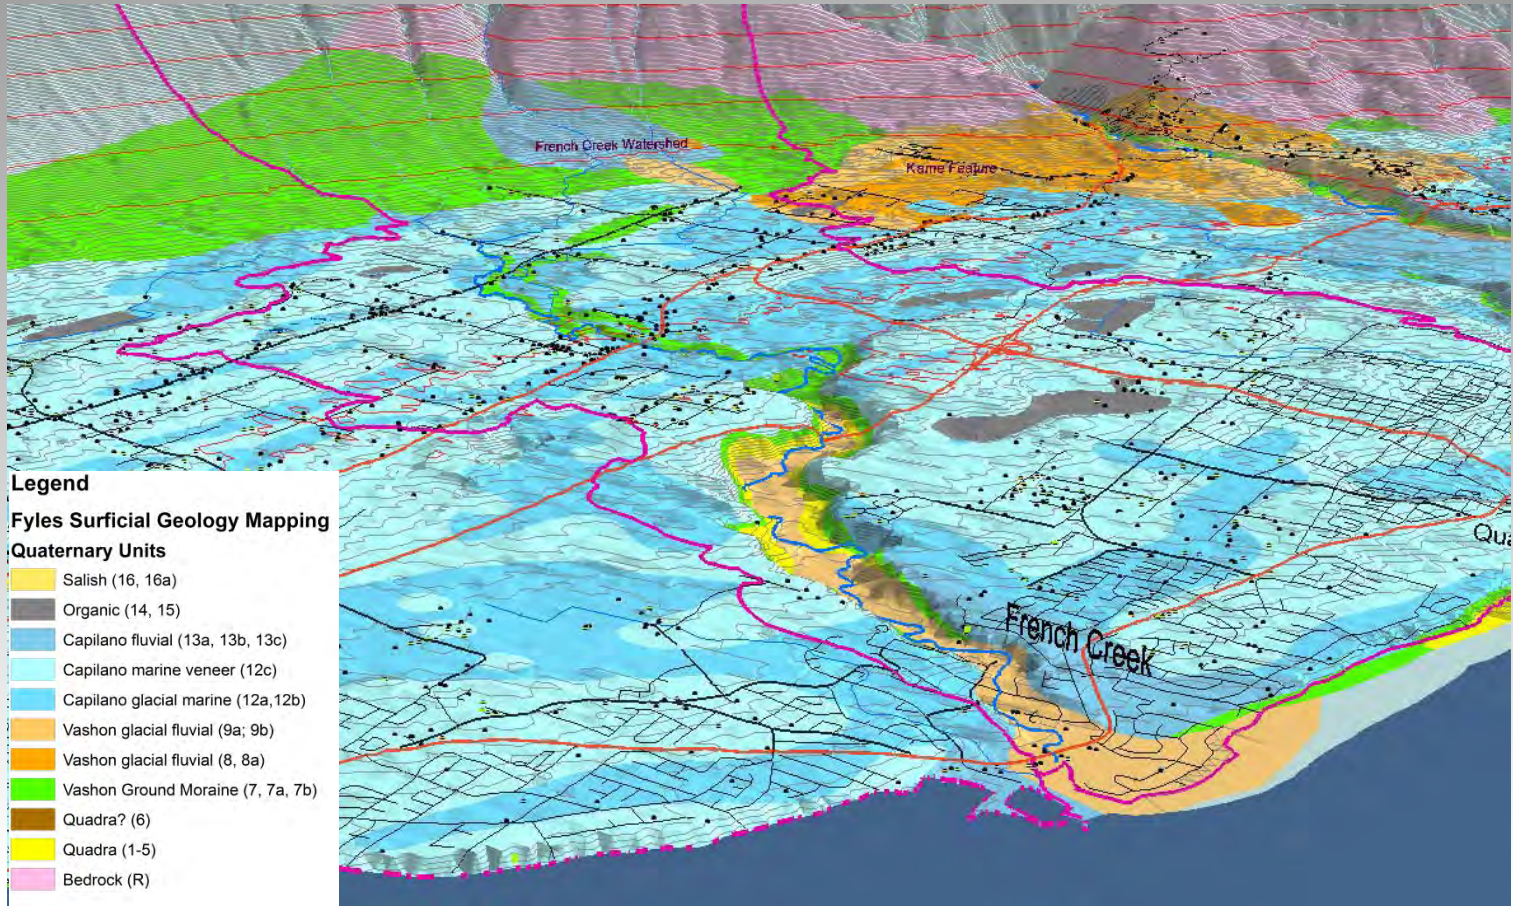 French Creek Watershed
Kame Feature
Legend
Fyles Surficial Geology Mapping
Quaternary Units
Salish (16, 16a)
Organic (14, 15)
Capilano fluvial (13a, 13b, 13c)
Capilano marine veneer (12c)
Capilano glacial marine (12a,12b)
Vashon glacial fluvial (9a; 9b)
Vashon glacial fluvial (8, 8a)
Vashon Ground Moraine (7, 7a, 7b)
Quadra? (6)
Quadra (1-5)
Bedrock (R)
French Creek
Qua